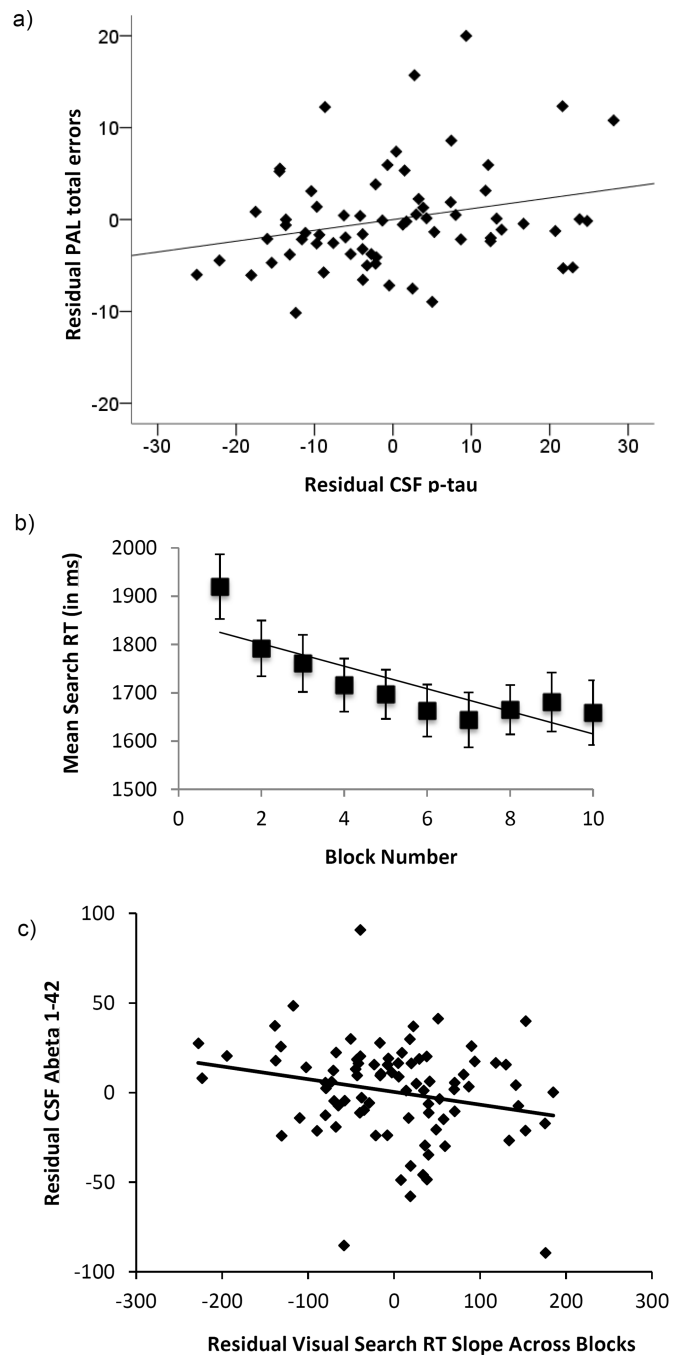 a)
Residual PAL total errors
20
10
0
-10
-20
-30 -20 -10 0 10 20 30
Residual CSF p-tau
b)
Mean Search RT (in ms)
2000
1900
1800
1700
1600
1500
0 2 4 6 8 10
Block Number
c)
Residual CSF Abeta 1-42
100
50
0
-50
-100
-300 -200 -100 0 100 200 300
Residual Visual Search RT Slope Across Blocks